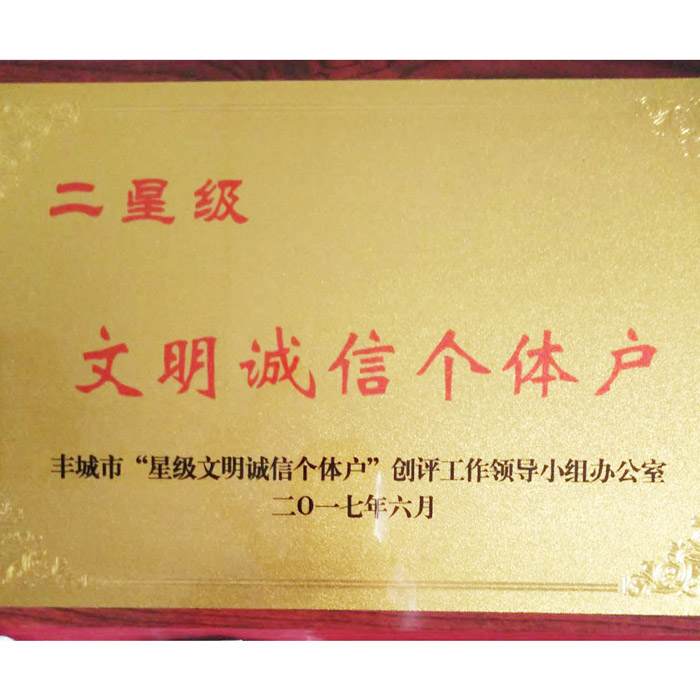 二星级
文明诚信个体户
丰城市“星级文明诚信个体户”创评工作领导小组办公室
二O一七年六月